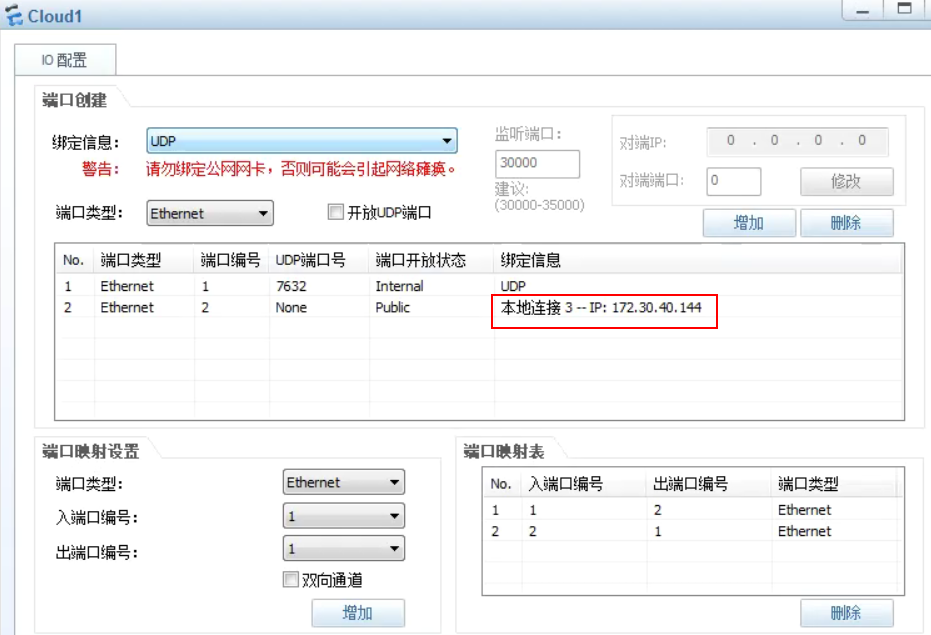 Cloud1
IO 配置
端口创建
绑定信息： UDP
警告： 请勿绑定公网网卡，否则可能会引起网络瘫痪。
端口类型： Ethernet 开放UDP端口
监听端口：
30000
建议:
(30000-35000)
对端IP: 0 . 0 . 0 . 0
对端端口: 0 修改
增加 删除
No. 端口类型 端口编号 UDP端口号 端口开放状态 绑定信息
1 Ethernet 1 7632 Internal UDP
2 Ethernet 2 None Public 本地连接 3 -- IP: 172.30.40.144
端口映射设置
端口类型: Ethernet
入端口编号: 1
出端口编号: 1
双向通道
增加
端口映射表
No. 入端口编号 出端口编号 端口类型
1 1 2 Ethernet
2 2 1 Ethernet
删除